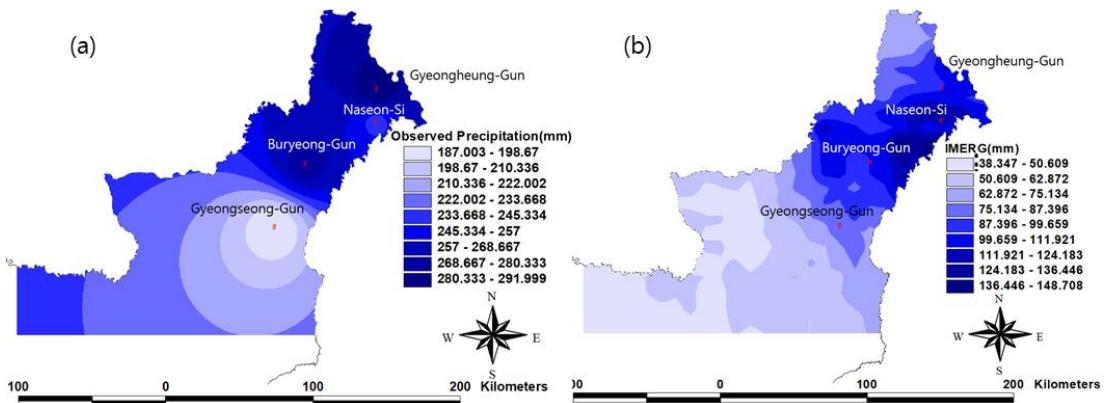 (a)
Gyeongheung-Gun
Naseon-Si
Buryeong-Gun
Gyeongseong-Gun
Observed Precipitation(mm)
187.003 - 198.67
198.67 - 210.336
210.336 - 222.002
222.002 - 233.668
233.668 - 245.334
245.334 - 257
257 - 268.667
268.667 - 280.333
280.333 - 291.999
N
W
E
S
100 0 100 200 Kilometers
(b)
Gyeongheung-Gun
Naseon-Si
Buryeong-Gun
Gyeongseong-Gun
IMERG(mm)
38.347 - 50.609
50.609 - 62.872
62.872 - 75.134
75.134 - 87.396
87.396 - 99.659
99.659 - 111.921
111.921 - 124.183
124.183 - 136.446
136.446 - 148.708
N
W
E
S
00 0 100 200 Kilometers